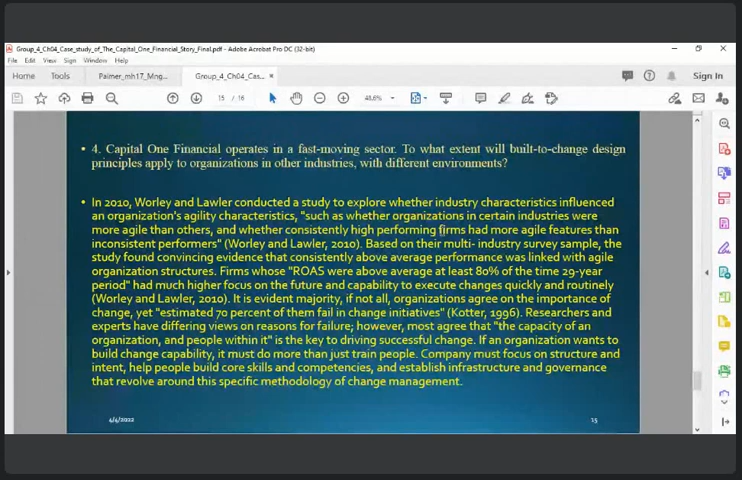 Group_4_Ch04_Case_study_of_The_Capital_One_Financial_Story_Final.pdf - Adobe Acrobat Pro DC (32-bit)
File Edit View Sign Window Help
Home Tools Palmer_mh17_Mng... Group_4_Ch04_Cas... × Sign In
15 / 16 48.6%
• 4. Capital One Financial operates in a fast-moving sector. To what extent will built-to-change design
principles apply to organizations in other industries, with different environments?
• In 2010, Worley and Lawler conducted a study to explore whether industry characteristics influenced
an organization's agility characteristics, "such as whether organizations in certain industries were
more agile than others, and whether consistently high performing firms had more agile features than
inconsistent performers" (Worley and Lawler, 2010). Based on their multi- industry survey sample, the
study found convincing evidence that consistently above average performance was linked with agile
organization structures. Firms whose "ROAS were above average at least 80% of the time 29-year
period" had much higher focus on the future and capability to execute changes quickly and routinely
(Worley and Lawler, 2010). It is evident majority, if not all, organizations agree on the importance of
change, yet "estimated 70 percent of them fail in change initiatives" (Kotter, 1996). Researchers and
experts have differing views on reasons for failure; however, most agree that "the capacity of an
organization, and people within it" is the key to driving successful change. If an organization wants to
build change capability, it must do more than just train people. Company must focus on structure and
intent, help people build core skills and competencies, and establish infrastructure and governance
that revolve around this specific methodology of change management.
4/4/2022 15